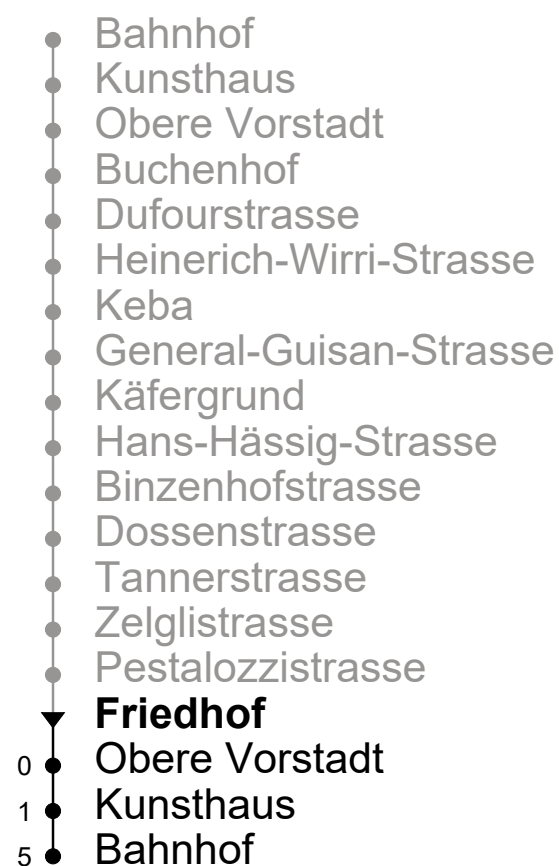 Bahnhof
Kunsthaus
Obere Vorstadt
Buchenhof
Dufourstrasse
Heinerich-Wirri-Strasse
Keba
General-Guisan-Strasse
Käfergrund
Hans-Hässig-Strasse
Binzenhofstrasse
Dossenstrasse
Tannerstrasse
Zelglistrasse
Pestalozzistrasse
Friedhof
0 Obere Vorstadt
1 Kunsthaus
5 Bahnhof